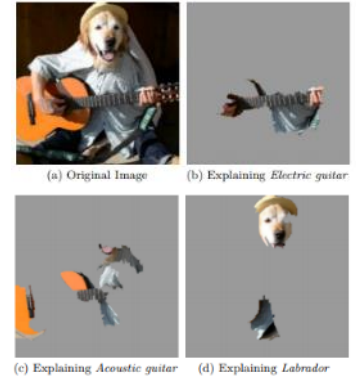 (a) Original Image
(b) Explaining Electric guitar
(c) Explaining Acoustic guitar
(d) Explaining Labrador